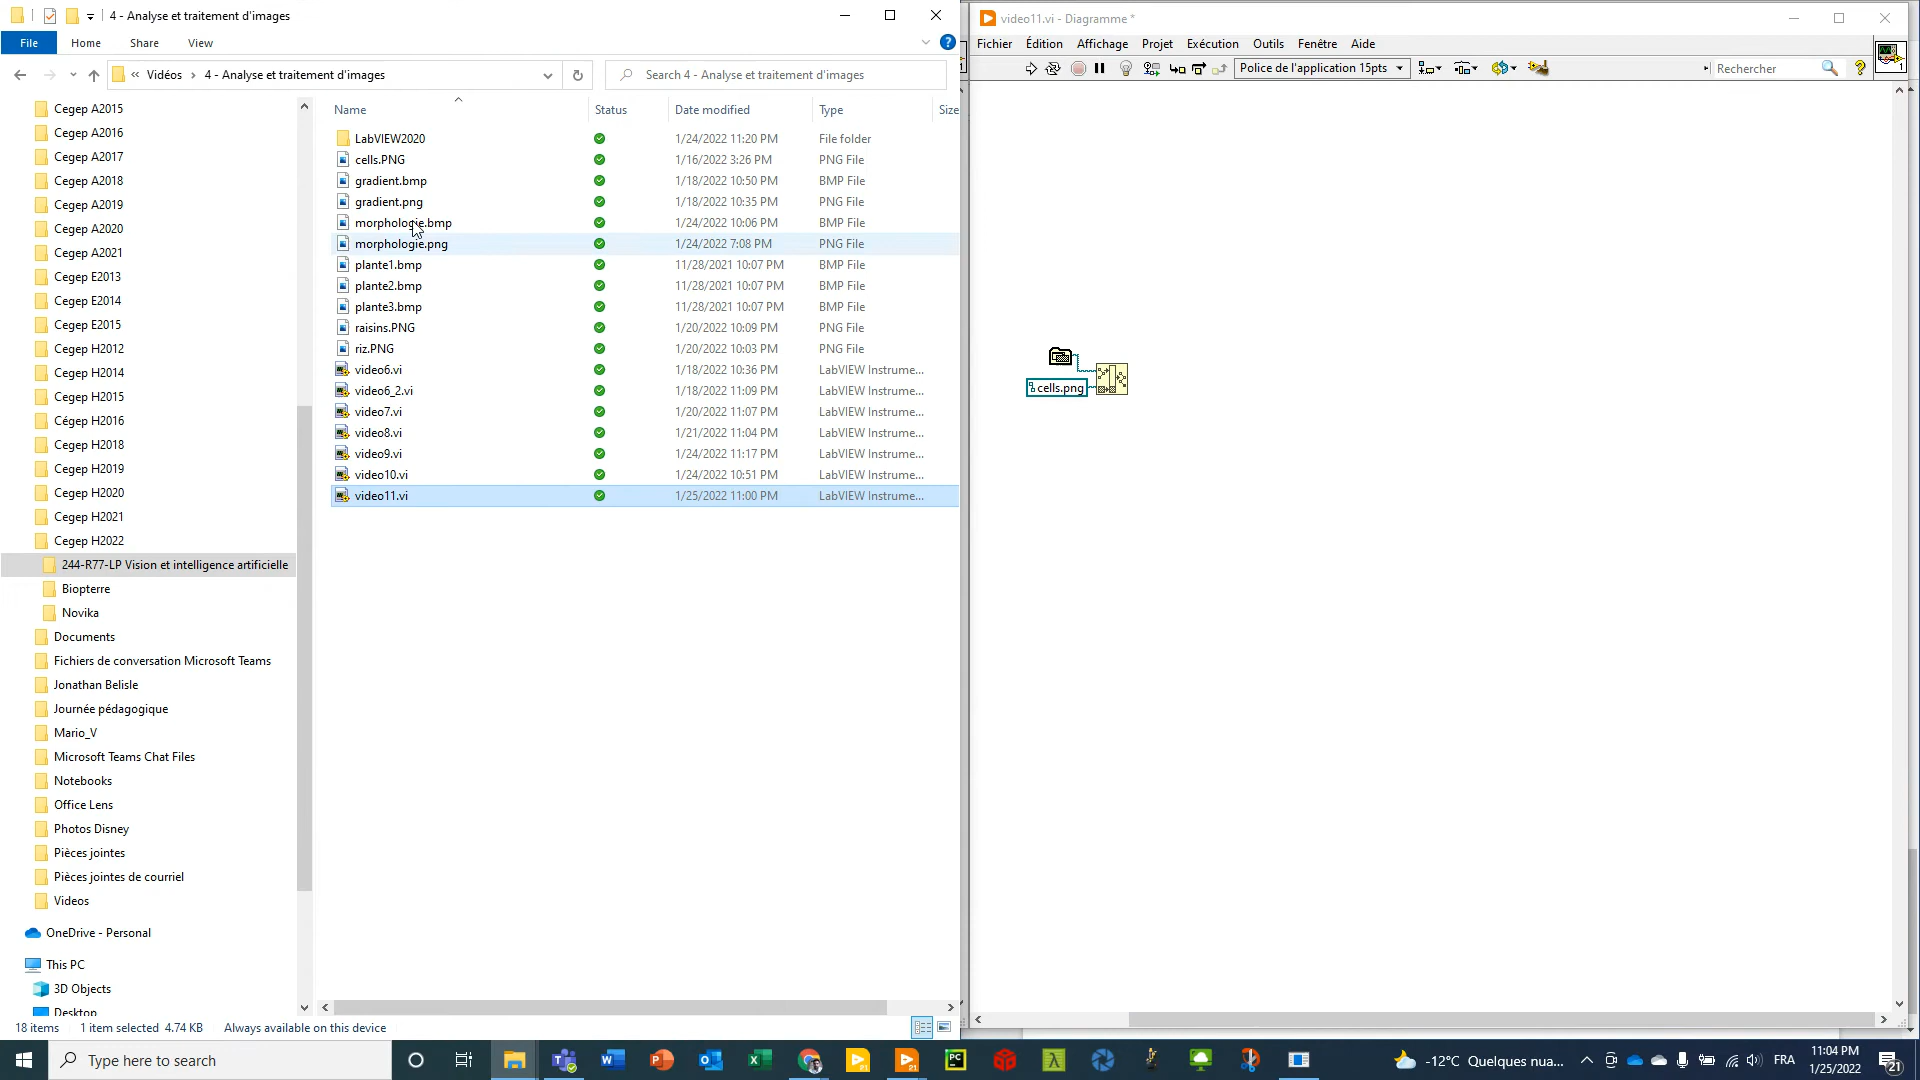 4 - Analyse et traitement d'images
File Home Share View
« Vidéos › 4 - Analyse et traitement d'images
Search 4 - Analyse et traitement d'images
Cegep A2015
Cegep A2016
Cegep A2017
Cegep A2018
Cegep A2019
Cegep A2020
Cegep A2021
Cegep E2013
Cegep E2014
Cegep E2015
Cegep H2012
Cegep H2014
Cegep H2015
Cégep H2016
Cegep H2018
Cegep H2019
Cegep H2020
Cegep H2021
Cegep H2022
244-R77-LP Vision et intelligence artificielle
Biopterre
Novika
Documents
Fichiers de conversation Microsoft Teams
Jonathan Belisle
Journée pédagogique
Mario_V
Microsoft Teams Chat Files
Notebooks
Office Lens
Photos Disney
Pièces jointes
Pièces jointes de courriel
Videos
OneDrive - Personal
This PC
3D Objects
Desktop
Name Status Date modified Type Size
LabVIEW2020 1/24/2022 11:20 PM File folder
cells.PNG 1/16/2022 3:26 PM PNG File
gradient.bmp 1/18/2022 10:50 PM BMP File
gradient.png 1/18/2022 10:35 PM PNG File
morphologie.bmp 1/24/2022 10:06 PM BMP File
morphologie.png 1/24/2022 7:08 PM PNG File
plante1.bmp 11/28/2021 10:07 PM BMP File
plante2.bmp 11/28/2021 10:07 PM BMP File
plante3.bmp 11/28/2021 10:07 PM BMP File
raisins.PNG 1/20/2022 10:09 PM PNG File
riz.PNG 1/20/2022 10:03 PM PNG File
video6.vi 1/18/2022 10:36 PM LabVIEW Instrume...
video6_2.vi 1/18/2022 11:09 PM LabVIEW Instrume...
video7.vi 1/20/2022 11:07 PM LabVIEW Instrume...
video8.vi 1/21/2022 11:04 PM LabVIEW Instrume...
video9.vi 1/24/2022 11:17 PM LabVIEW Instrume...
video10.vi 1/24/2022 10:51 PM LabVIEW Instrume...
video11.vi 1/25/2022 11:00 PM LabVIEW Instrume...
18 items 1 item selected 4.74 KB Always available on this device
video11.vi - Diagramme *
Fichier Édition Affichage Projet Exécution Outils Fenêtre Aide
Police de l'application 15pts
Rechercher
cells.png
Type here to search
-12°C Quelques nua...
FRA
11:04 PM
1/25/2022
21